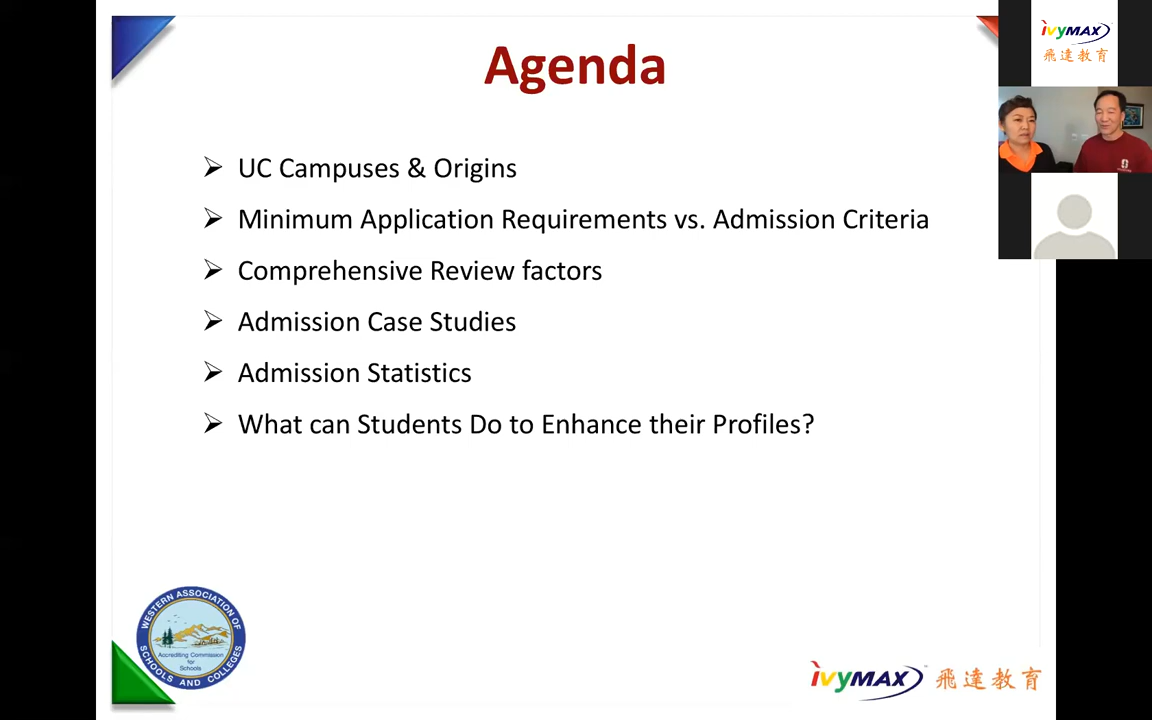 Agenda
UC Campuses & Origins
Minimum Application Requirements vs. Admission Criteria
Comprehensive Review factors
Admission Case Studies
Admission Statistics
What can Students Do to Enhance their Profiles?
WESTERN ASSOCIATION OF
SCHOOLS AND COLLEGES
Accrediting Commission
for
Schools
ivyMAX 飛達教育
ivyMAX
飛達教育